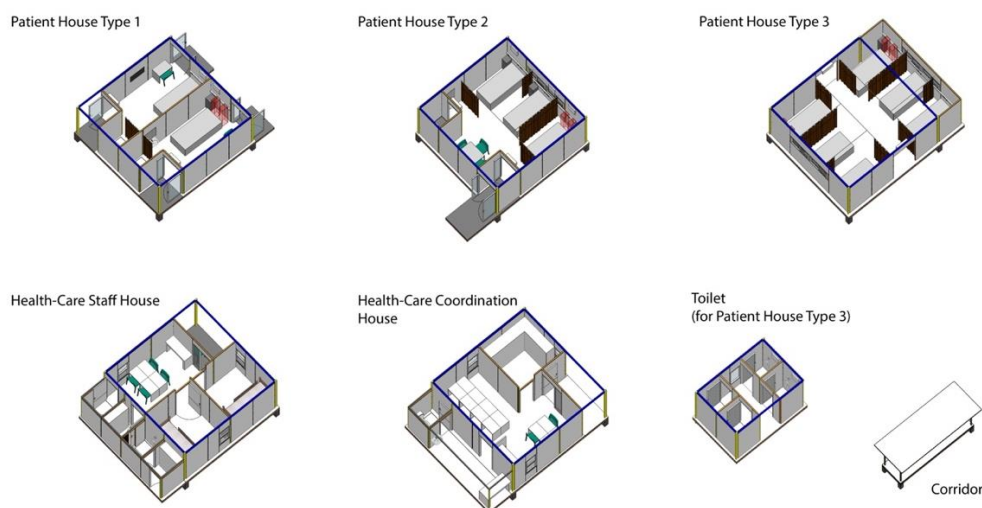 Patient House Type 1
Patient House Type 2
Patient House Type 3
Health-Care Staff House
Health-Care Coordination
House
Toilet
(for Patient House Type 3)
Corridor